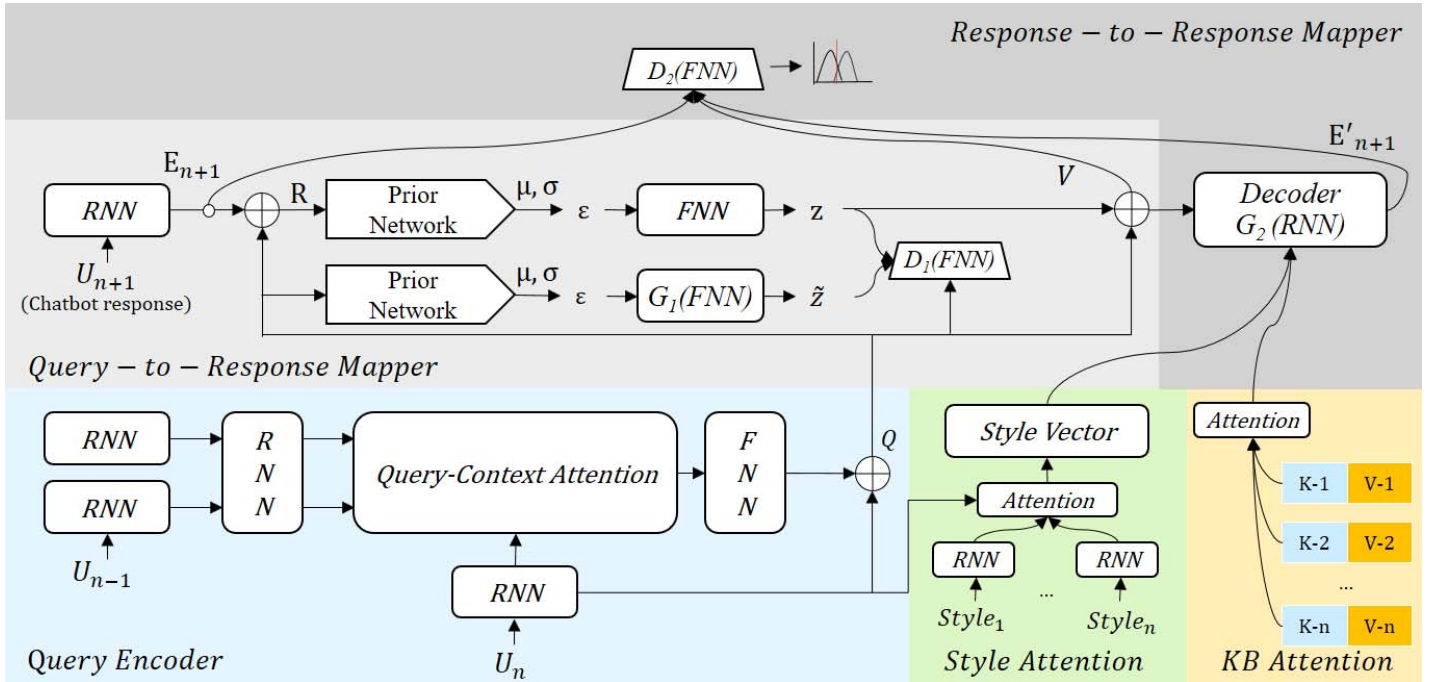 Response − to − Response Mapper
D₂(FNN)
E′ₙ₊₁
Eₙ₊₁
V
RNN
R
Prior
Network
μ, σ
ε
FNN
z
Decoder
G₂(RNN)
Uₙ₊₁
(Chatbot response)
D₁(FNN)
Prior
Network
μ, σ
ε
G₁(FNN)
z̃
Query − to − Response Mapper
RNN
R
N
N
Query-Context Attention
F
N
N
Q
RNN
Uₙ₋₁
RNN
Uₙ
Query Encoder
Style Vector
Attention
RNN
RNN
...
Style₁
Styleₙ
Style Attention
Attention
K-1 V-1
K-2 V-2
...
K-n V-n
KB Attention